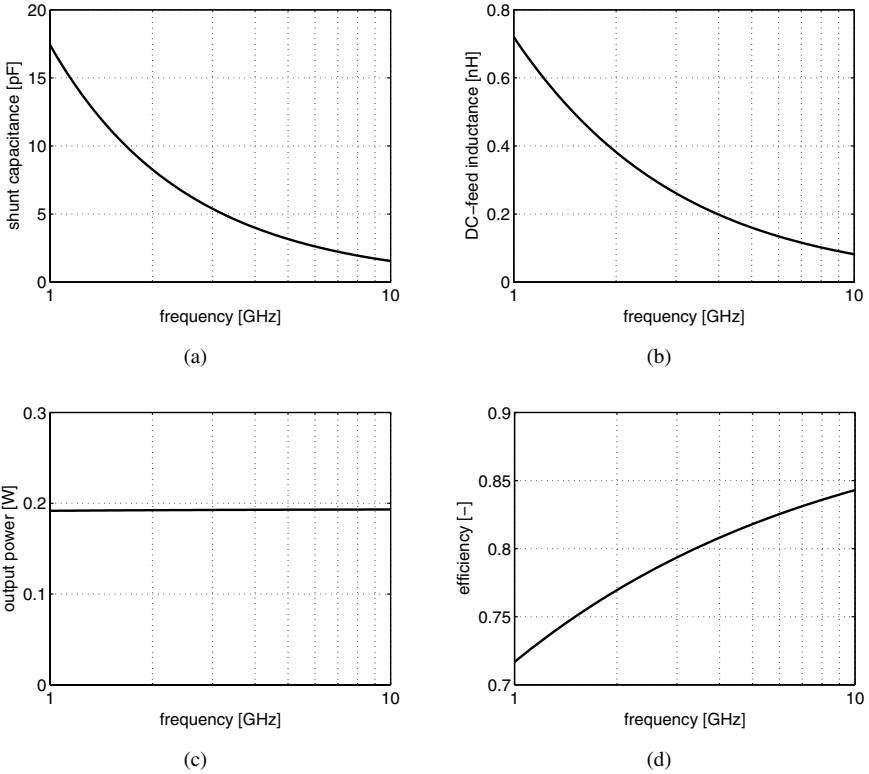 20
15
10
5
0
shunt capacitance [pF]
1
10
frequency [GHz]
(a)
0.8
0.6
0.4
0.2
0
DC−feed inductance [nH]
1
10
frequency [GHz]
(b)
0.3
0.2
0.1
0
output power [W]
1
10
frequency [GHz]
(c)
0.9
0.85
0.8
0.75
0.7
efficiency [−]
1
10
frequency [GHz]
(d)